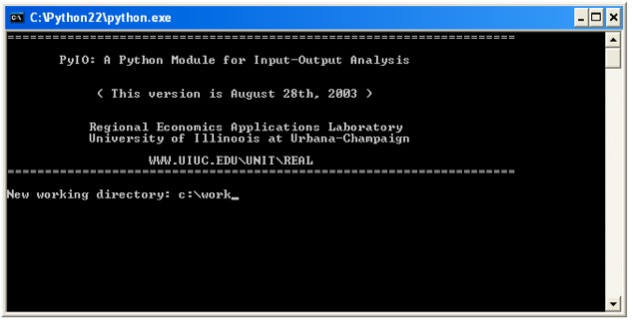 C:\Python22\python.exe
======================================================================
PyIO: A Python Module for Input-Output Analysis
( This version is August 28th, 2003 )
Regional Economics Applications Laboratory
University of Illinoois at Urbana-Champaign
WWW.UIUC.EDU\UNIT\REAL
======================================================================
New working directory: c:\work_